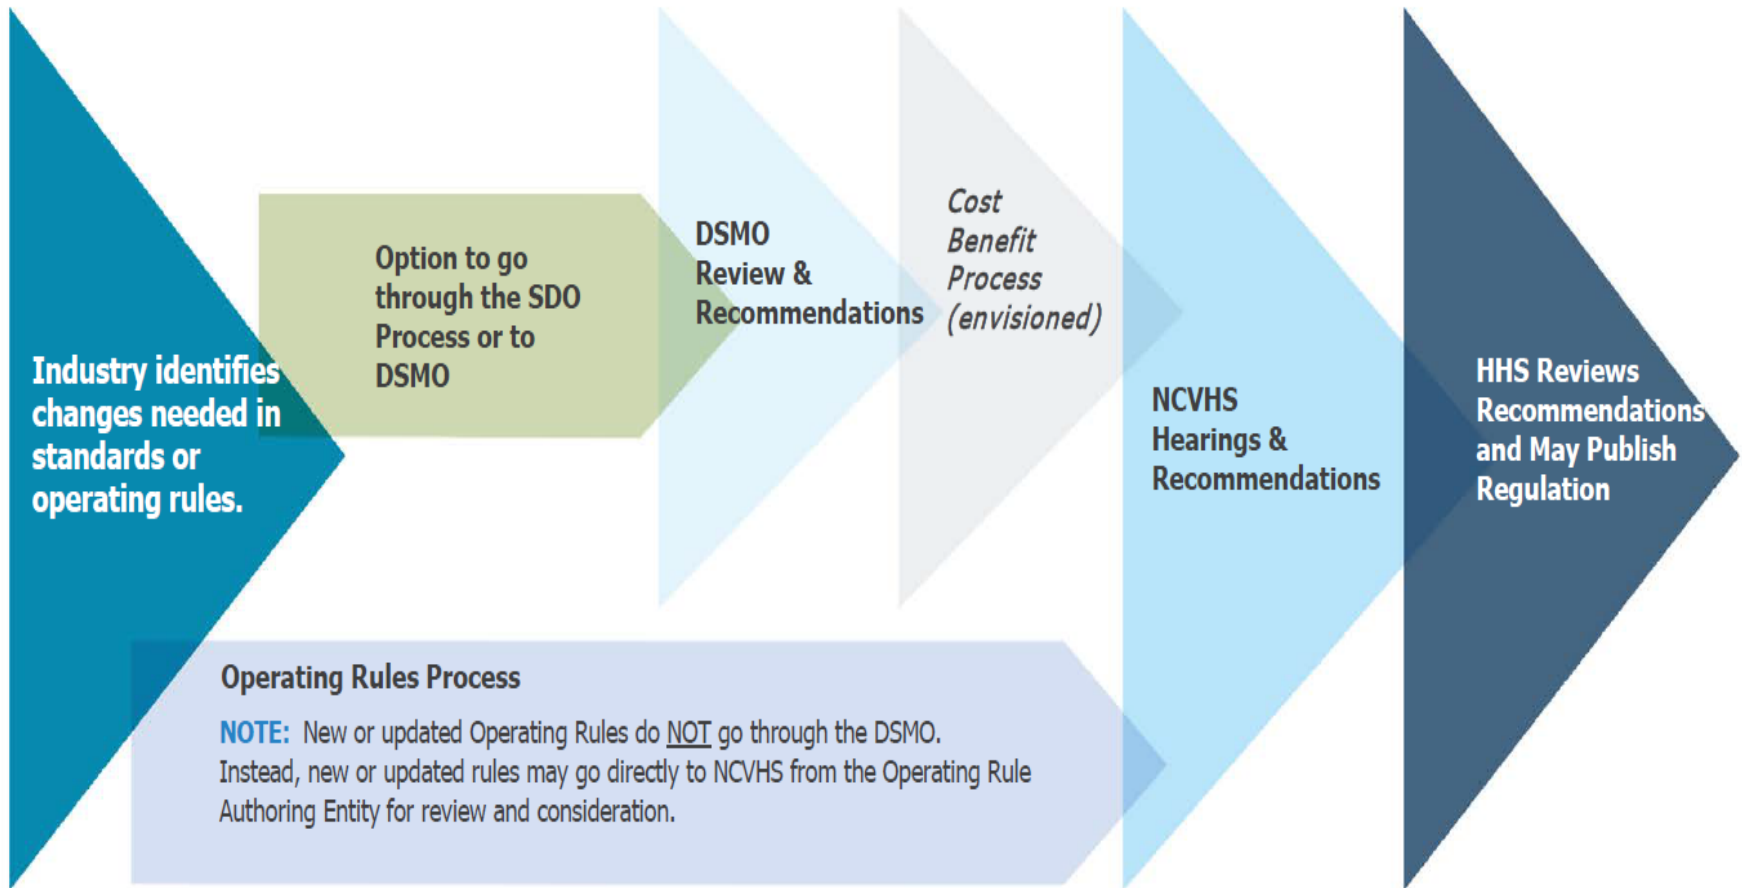 Industry identifies
changes needed in
standards or
operating rules.
Option to go
through the SDO
Process or to
DSMO
DSMO
Review &
Recommendations
Cost
Benefit
Process
(envisioned)
NCVHS
Hearings &
Recommendations
HHS Reviews
Recommendations
and May Publish
Regulation
Operating Rules Process
NOTE: New or updated Operating Rules do NOT go through the DSMO.
Instead, new or updated rules may go directly to NCVHS from the Operating Rule
Authoring Entity for review and consideration.